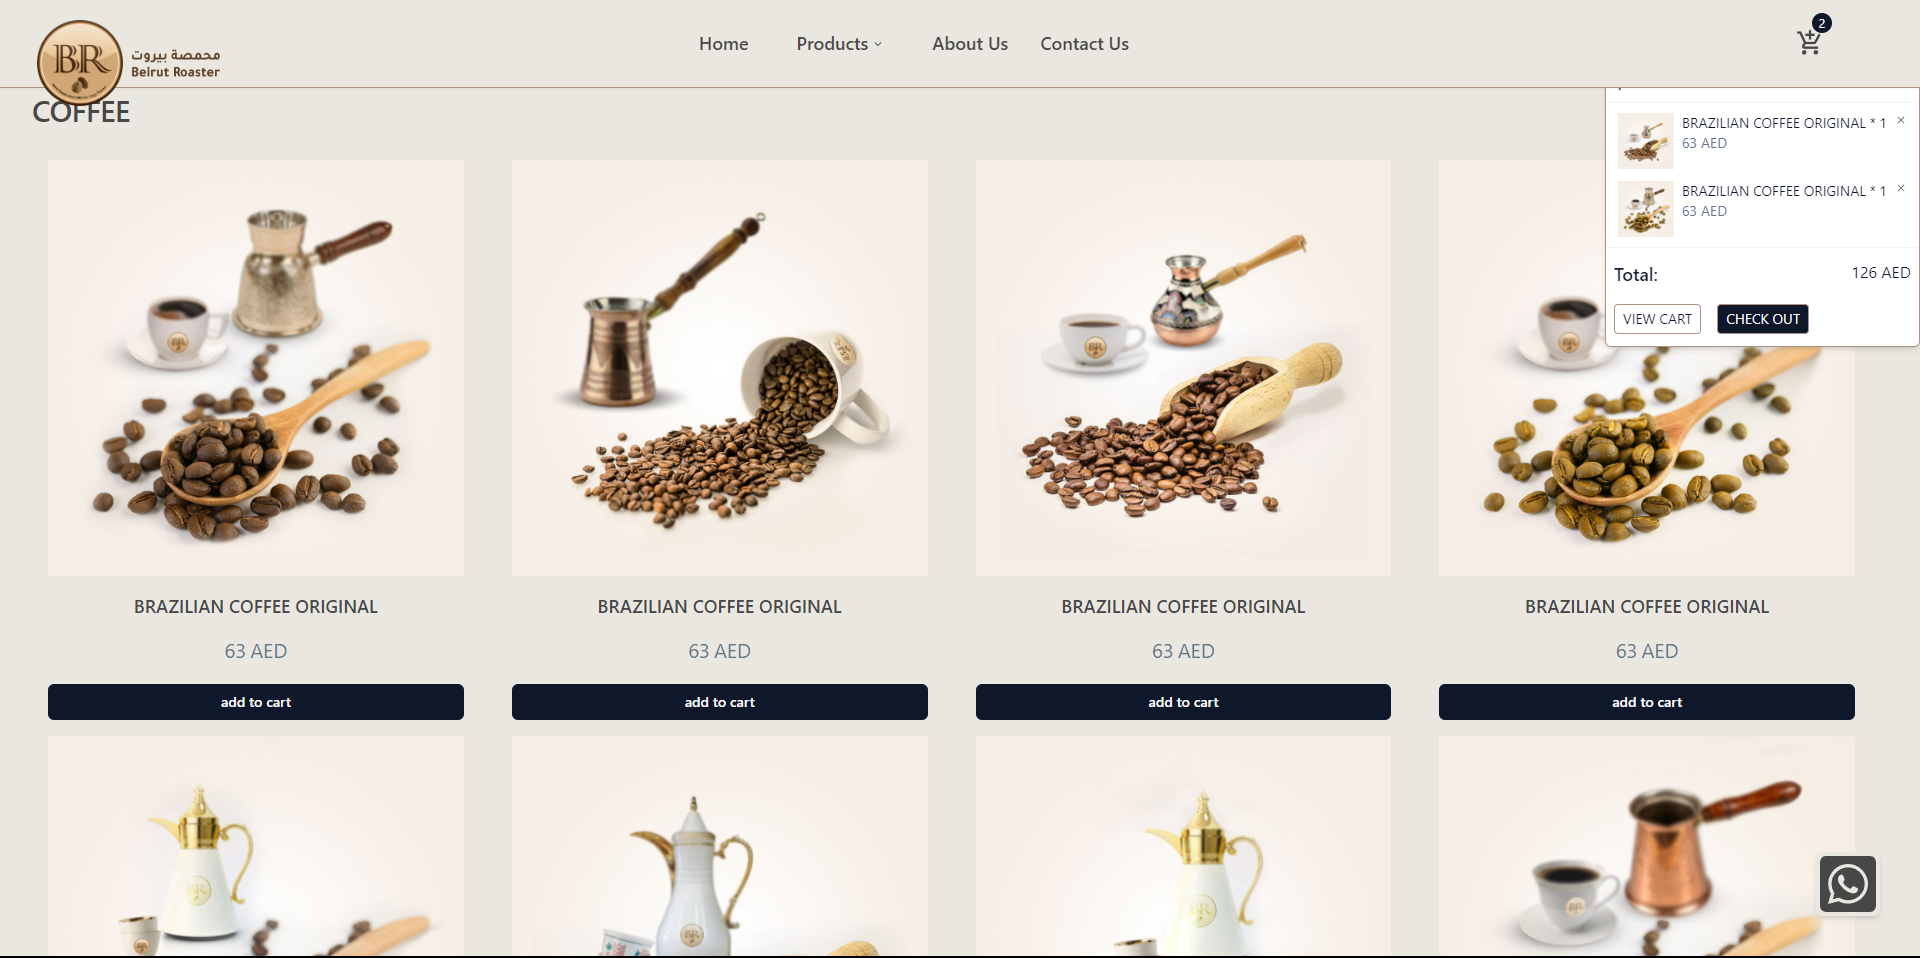 BR
محمصة بيروت
Beirut Roaster
Home
Products
About Us
Contact Us
2
COFFEE
BRAZILIAN COFFEE ORIGINAL * 1 ×
63 AED
BRAZILIAN COFFEE ORIGINAL * 1 ×
63 AED
Total: 126 AED
VIEW CART
CHECK OUT
BRAZILIAN COFFEE ORIGINAL
63 AED
add to cart
BRAZILIAN COFFEE ORIGINAL
63 AED
add to cart
BRAZILIAN COFFEE ORIGINAL
63 AED
add to cart
BRAZILIAN COFFEE ORIGINAL
63 AED
add to cart
BR
BR
BR